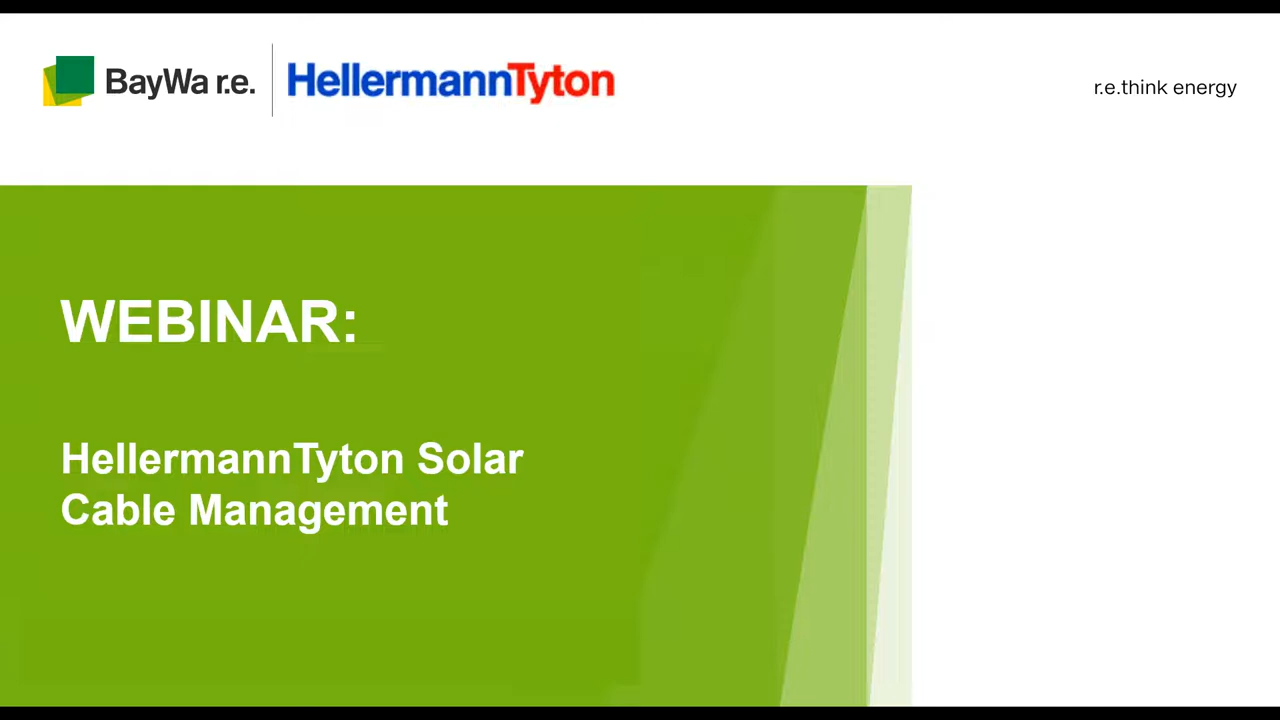 BayWa r.e.
HellermannTyton
r.e.think energy
WEBINAR:
HellermannTyton Solar
Cable Management